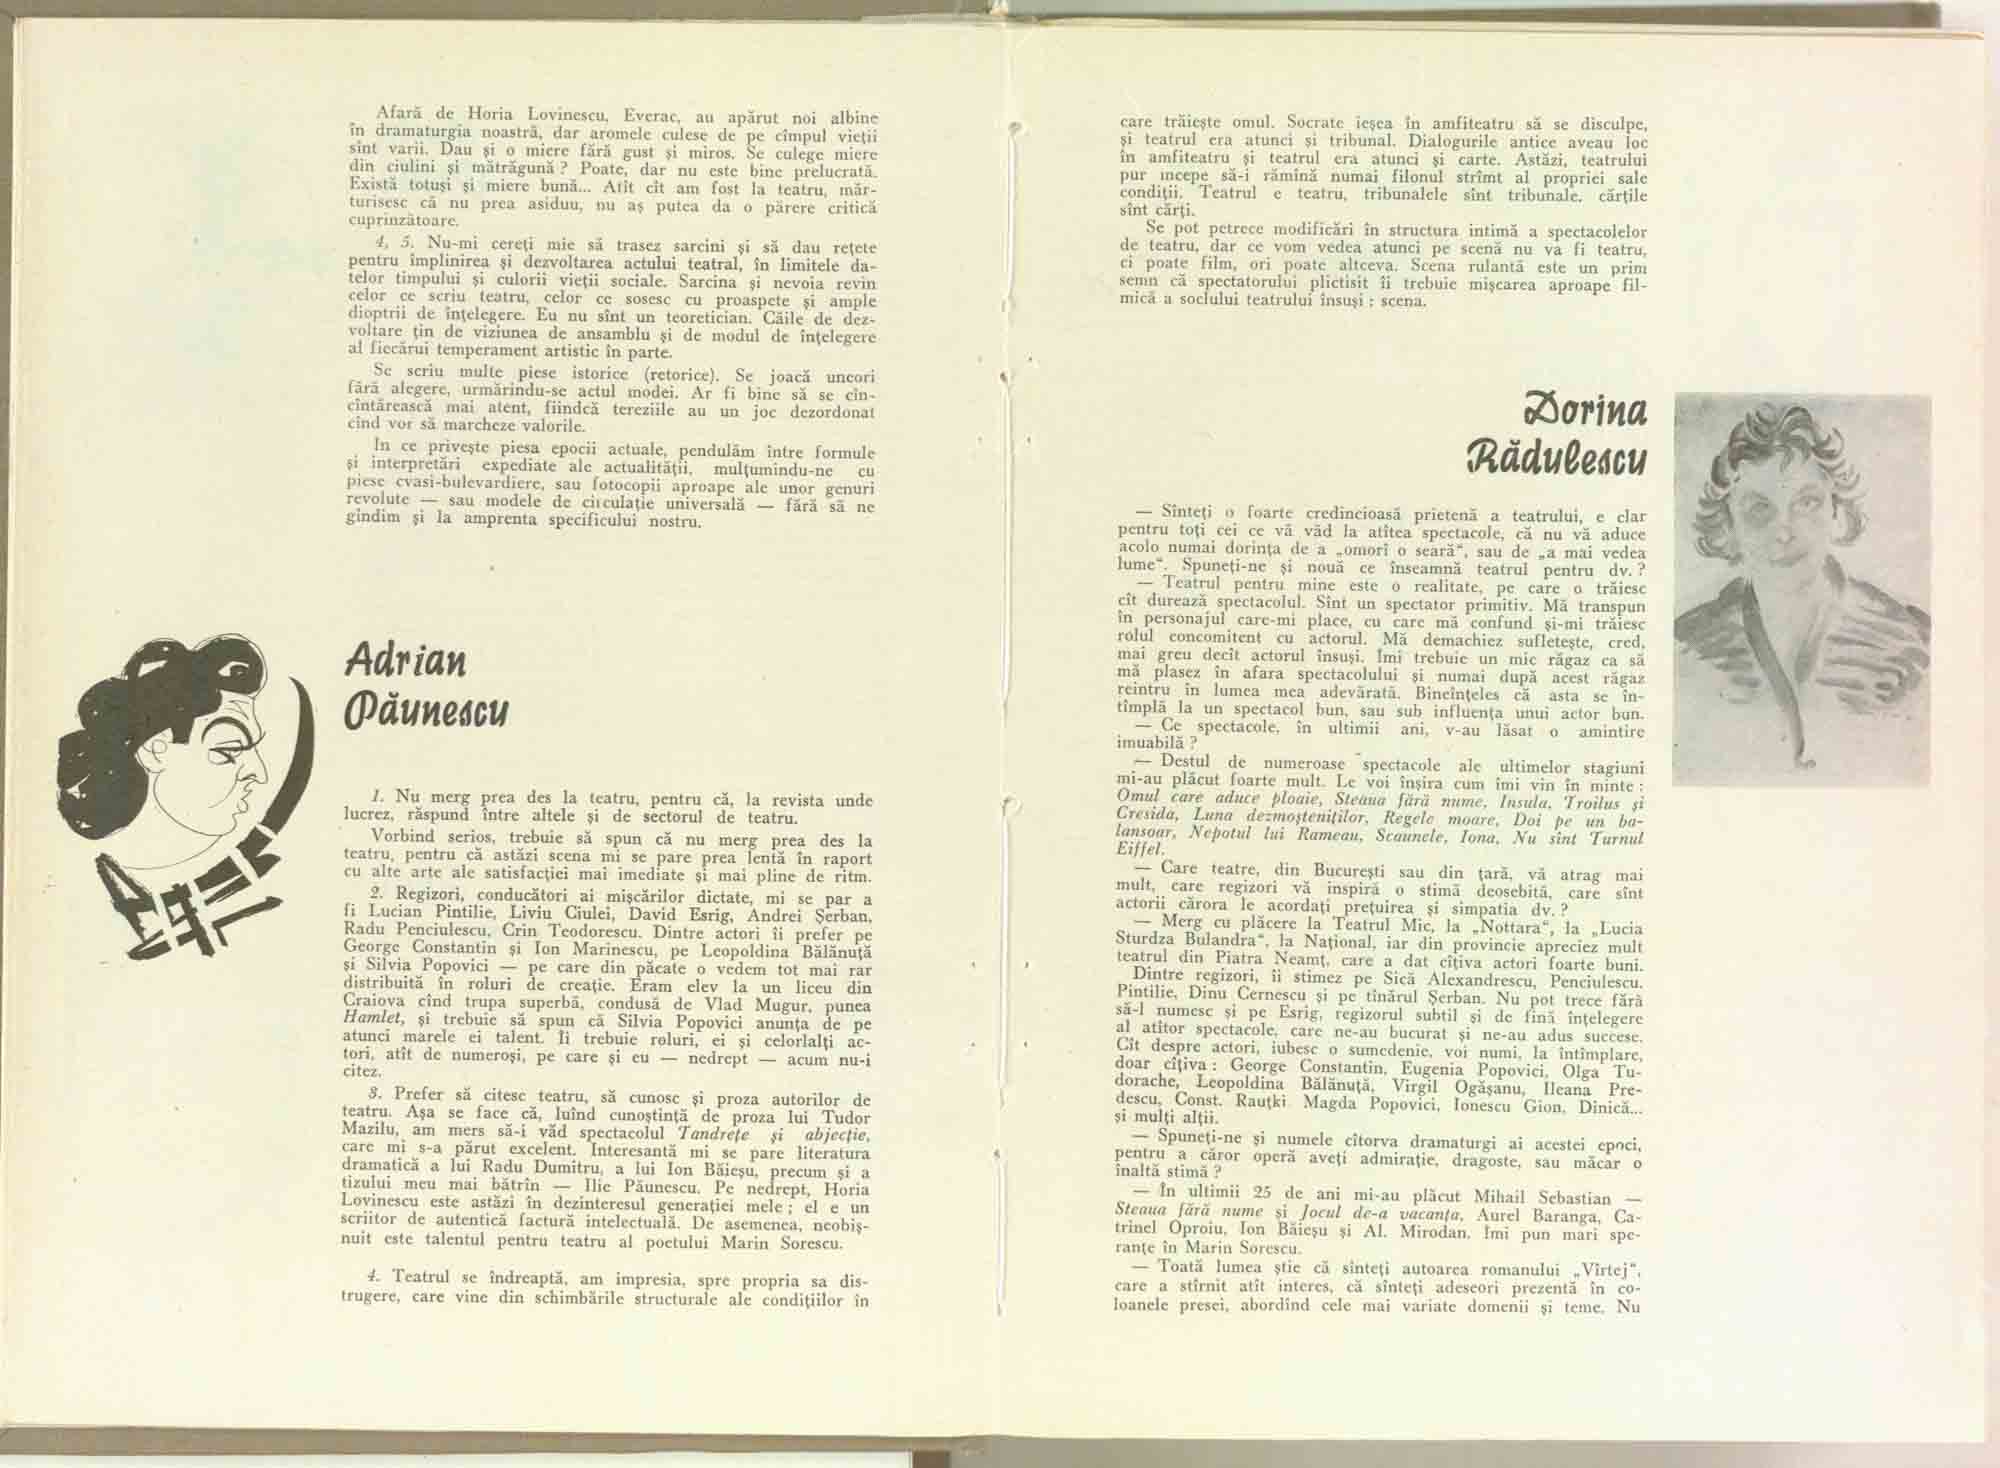 Afară de Horia Lovinescu, Everac, au apărut noi albine
în dramaturgia noastră, dar aromele culese de pe cîmpul vieții
sînt varii. Dau și o miere fără gust și miros. Se culege miere
din ciulini și mătrăgună ? Poate, dar nu este bine prelucrată.
Există totuși și miere bună... Atît cît am fost la teatru, măr-
turisesc că nu prea asiduu, nu aș putea da o părere critică
cuprinzătoare.
4, 5. Nu-mi cereți mie să trasez sarcini și să dau rețete
pentru împlinirea și dezvoltarea actului teatral, în limitele da-
telor timpului și culorii vieții sociale. Sarcina și nevoia revin
celor ce scriu teatru, celor ce sosesc cu proaspete și ample
dioptrii de înțelegere. Eu nu sînt un teoretician. Căile de dez-
voltare țin de viziunea de ansamblu și de modul de înțelegere
al fiecărui temperament artistic în parte.
Se scriu multe piese istorice (retorice). Se joacă uneori
fără alegere, urmărindu-se actul modei. Ar fi bine să se cîn-
cîntărească mai atent, fiindcă tereziile au un joc dezordonat
cînd vor să marcheze valorile.
In ce privește piesa epocii actuale, pendulăm între formule
și interpretări expediate ale actualității, mulțumindu-ne cu
piese cvasi-bulevardiere, sau fotocopii aproape ale unor genuri
revolute — sau modele de circulație universală — fără să ne
gîndim și la amprenta specificului nostru.
Adrian
Păunescu
1. Nu merg prea des la teatru, pentru că, la revista unde
lucrez, răspund între altele și de sectorul de teatru.
Vorbind serios, trebuie să spun că nu merg prea des la
teatru, pentru că astăzi scena mi se pare prea lentă în raport
cu alte arte ale satisfacției mai imediate și mai pline de ritm.
2. Regizori, conducători ai mișcărilor dictate, mi se par a
fi Lucian Pintilie, Liviu Ciulei, David Esrig, Andrei Șerban,
Radu Penciulescu, Crin Teodorescu. Dintre actori îi prefer pe
George Constantin și Ion Marinescu, pe Leopoldina Bălănuță
și Silvia Popovici — pe care din păcate o vedem tot mai rar
distribuită în roluri de creație. Eram elev la un liceu din
Craiova cînd trupa superbă, condusă de Vlad Mugur, punea
Hamlet, și trebuie să spun că Silvia Popovici anunța de pe
atunci marele ei talent. Îi trebuie roluri, ei și celorlalți ac-
tori, atît de numeroși, pe care și eu — nedrept — acum nu-i
citez.
3. Prefer să citesc teatru, să cunosc și proza autorilor de
teatru. Așa se face că, luînd cunoștință de proza lui Tudor
Mazilu, am mers să-i văd spectacolul Tandrețe și abjecție,
care mi s-a părut excelent. Interesantă mi se pare literatura
dramatică a lui Radu Dumitru, a lui Ion Băieșu, precum și a
tizului meu mai bătrîn — Ilie Păunescu. Pe nedrept, Horia
Lovinescu este astăzi în dezinteresul generației mele ; el e un
scriitor de autentică factură intelectuală. De asemenea, neobiș-
nuit este talentul pentru teatru al poetului Marin Sorescu.
4. Teatrul se îndreaptă, am impresia, spre propria sa dis-
trugere, care vine din schimbările structurale ale condițiilor în
care trăiește omul. Socrate ieșea în amfiteatru să se disculpe,
și teatrul era atunci și tribunal. Dialogurile antice aveau loc
în amfiteatru și teatrul era atunci și carte. Astăzi, teatrului
pur începe să-i rămînă numai filonul strîmt al propriei sale
condiții. Teatrul e teatru, tribunalele sînt tribunale, cărțile
sînt cărți.
Se pot petrece modificări în structura intimă a spectacolelor
de teatru, dar ce vom vedea atunci pe scenă nu va fi teatru,
ci poate film, ori poate altceva. Scena rulantă este un prim
semn că spectatorului plictisit îi trebuie mișcarea aproape fil-
mică a soclului teatrului însuși : scena.
Dorina
Rădulescu
— Sînteți o foarte credincioasă prietenă a teatrului, e clar
pentru toți cei ce vă văd la atîtea spectacole, că nu vă aduce
acolo numai dorința de a „omorî o seară“, sau de „a mai vedea
lume“. Spuneți-ne și nouă ce înseamnă teatrul pentru dv. ?
— Teatrul pentru mine este o realitate, pe care o trăiesc
cît durează spectacolul. Sînt un spectator primitiv. Mă transpun
în personajul care-mi place, cu care mă confund și-mi trăiesc
rolul concomitent cu actorul. Mă demachiez sufletește, cred,
mai greu decît actorul însuși. Îmi trebuie un mic răgaz ca să
mă plasez în afara spectacolului și numai după acest răgaz
reintru în lumea mea adevărată. Bineînțeles că asta se în-
tîmplă la un spectacol bun, sau sub influența unui actor bun.
— Ce spectacole, în ultimii ani, v-au lăsat o amintire
imuabilă ?
— Destul de numeroase spectacole ale ultimelor stagiuni
mi-au plăcut foarte mult. Le voi înșira cum îmi vin în minte :
Omul care aduce ploaie, Steaua fără nume, Insula, Troilus și
Cresida, Luna dezmoșteniților, Regele moare, Doi pe un ba-
lansoar, Nepotul lui Rameau, Scaunele, Iona, Nu sînt Turnul
Eiffel.
— Care teatre, din București sau din țară, vă atrag mai
mult, care regizori vă inspiră o stimă deosebită, care sînt
actorii cărora le acordați prețuirea și simpatia dv. ?
— Merg cu plăcere la Teatrul Mic, la „Nottara“, la „Lucia
Sturdza Bulandra“, la Național, iar din provincie apreciez mult
teatrul din Piatra Neamț, care a dat cîțiva actori foarte buni.
Dintre regizori, îi stimez pe Sică Alexandrescu, Penciulescu,
Pintilie, Dinu Cernescu și pe tînărul Șerban. Nu pot trece fără
să-l numesc și pe Esrig, regizorul subtil și de fină înțelegere
al atîtor spectacole, care ne-au bucurat și ne-au adus succese.
Cît despre actori, iubesc o sumedenie, voi numi, la întîmplare,
doar cîțiva : George Constantin, Eugenia Popovici, Olga Tu-
dorache, Leopoldina Bălănuță, Virgil Ogășanu, Ileana Pre-
descu, Const. Rauțki Magda Popovici, Ionescu Gion, Dinică...
și mulți alții.
— Spuneți-ne și numele cîtorva dramaturgi ai acestei epoci,
pentru a căror operă aveți admirație, dragoste, sau măcar o
înaltă stimă ?
— În ultimii 25 de ani mi-au plăcut Mihail Sebastian —
Steaua fără nume și Jocul de-a vacanța, Aurel Baranga, Ca-
trinel Oproiu, Ion Băieșu și Al. Mirodan. Îmi pun mari spe-
ranțe în Marin Sorescu.
— Toată lumea știe că sînteți autoarea romanului „Vîrtej“,
care a stîrnit atît interes, că sînteți adeseori prezentă în co-
loanele presei, abordînd cele mai variate domenii și teme. Nu